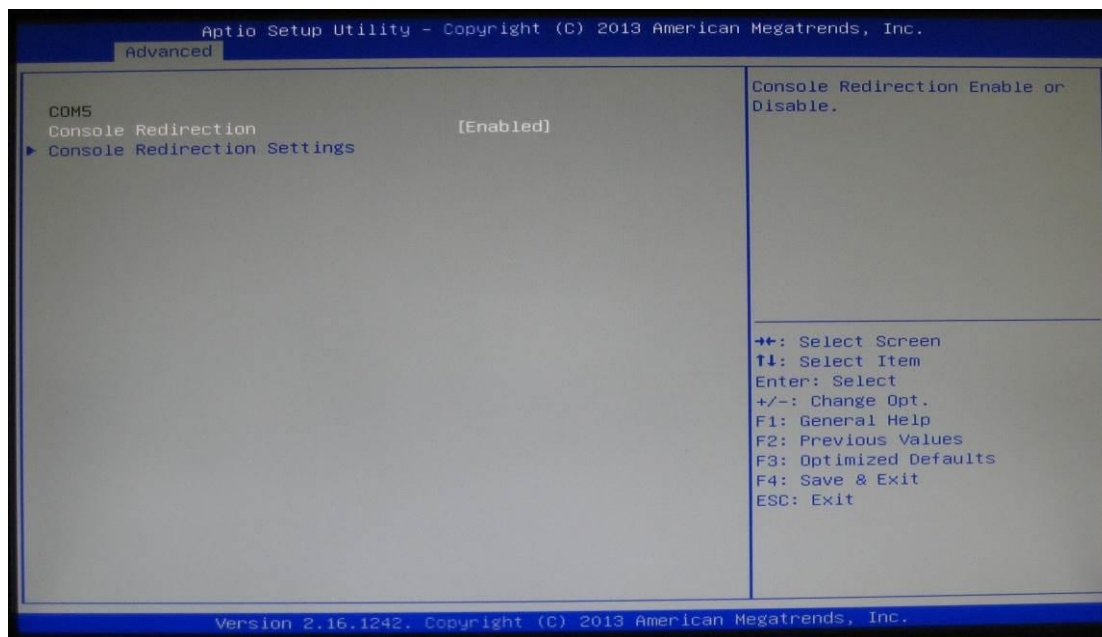 Aptio Setup Utility – Copyright (C) 2013 American Megatrends, Inc.
Advanced
COM5
Console Redirection [Enabled]
▶ Console Redirection Settings
Console Redirection Enable or
Disable.
→←: Select Screen
↑↓: Select Item
Enter: Select
+/-: Change Opt.
F1: General Help
F2: Previous Values
F3: Optimized Defaults
F4: Save & Exit
ESC: Exit
Version 2.16.1242. Copyright (C) 2013 American Megatrends, Inc.